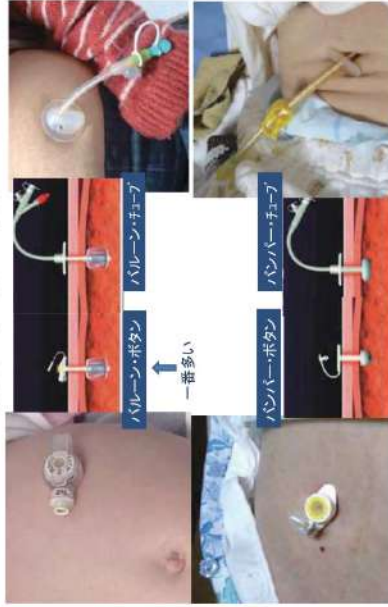 バルーン・ボタン
バルーン・チューブ
一番多い
バンパー・ボタン
バンパー・チューブ